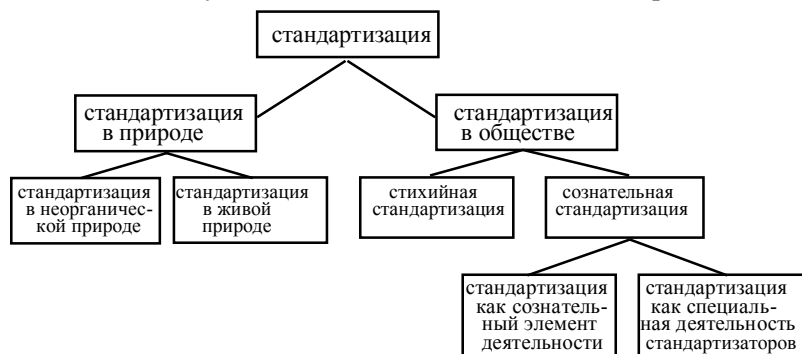 стандартизация
стандартизация
в природе
стандартизация
в обществе
стандартизация
в неорганичес-
кой природе
стандартизация
в живой
природе
стихийная
стандартизация
сознательная
стандартизация
стандартизация
как сознатель-
ный элемент
деятельности
стандартизация
как специаль-
ная деятельность
стандартизаторов